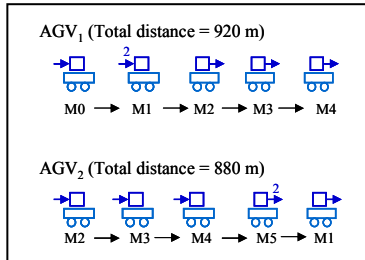 AGV₁ (Total distance = 920 m)
2
M0 → M1 → M2 → M3 → M4
AGV₂ (Total distance = 880 m)
2
M2 → M3 → M4 → M5 → M1